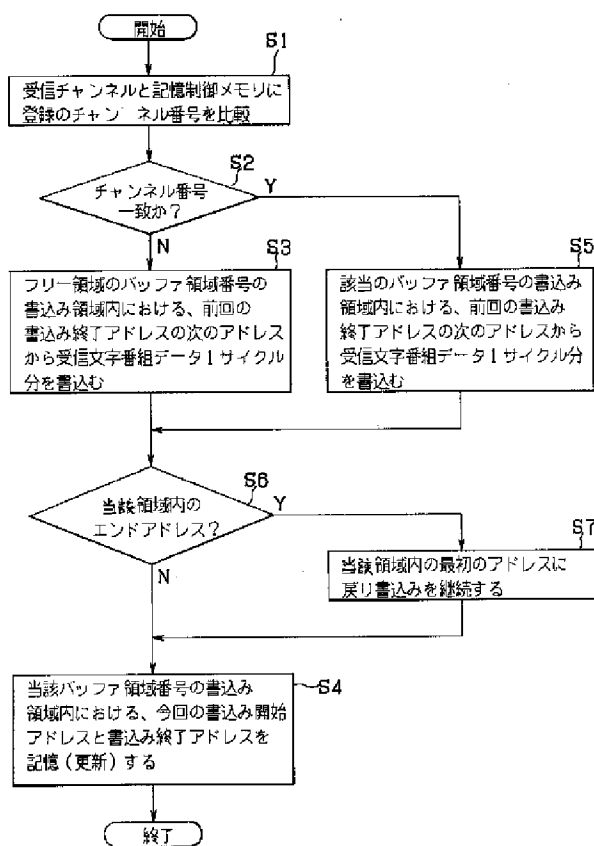 開始
S1
受信チャンネルと記憶制御メモリに
登録のチャンネル番号を比較
S2
チャンネル番号
一致か?
Y
N
S3
フリー領域のバッファ領域番号の
書込み領域内における、前回の
書込み終了アドレスの次のアドレス
から受信文字番組データ1サイクル
分を書込む
S5
該当のバッファ領域番号の書込み
領域内における、前回の書込み
終了アドレスの次のアドレスから
受信文字番組データ1サイクル分
を書込む
S6
当該領域内の
エンドアドレス?
Y
N
S7
当該領域内の最初のアドレスに
戻り書込みを継続する
S4
当該バッファ領域番号の書込み
領域内における、今回の書込み開始
アドレスと書込み終了アドレスを
記憶(更新)する
終了